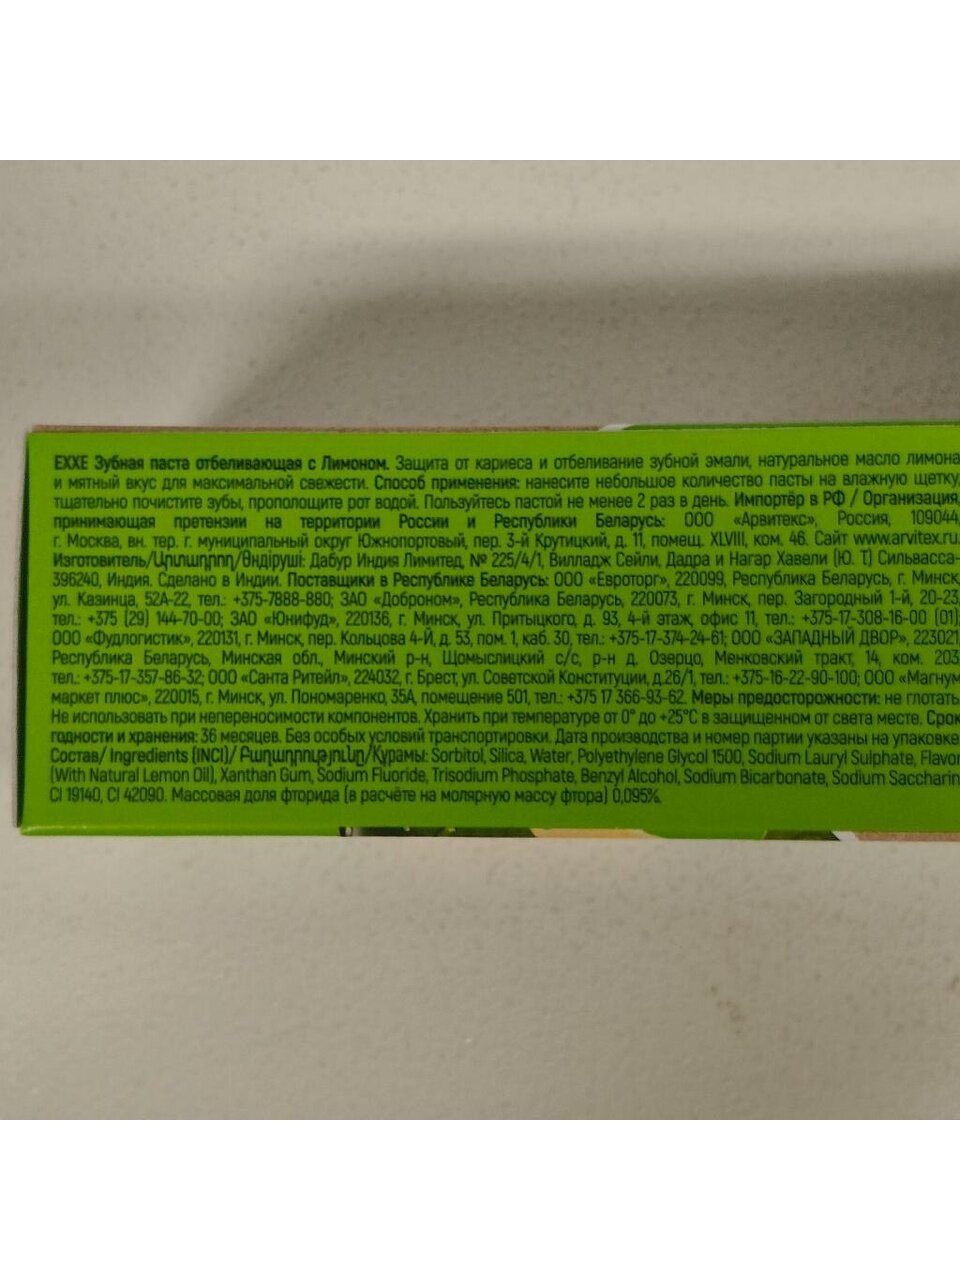 EXXE Зубная паста отбеливающая с Лимоном. Защита от кариеса и отбеливание зубной эмали, натуральное масло лимона
и мятный вкус для максимальной свежести. Способ применения: нанесите небольшое количество пасты на влажную щетку,
тщательно почистите зубы, прополощите рот водой. Пользуйтесь пастой не менее 2 раз в день. Импортёр в РФ / Организация,
принимающая претензии на территории России и Республики Беларусь: ООО «Арвитекс», Россия, 109044,
г. Москва, вн. тер. г. муниципальный округ Южнопортовый, пер. 3-й Крутицкий, д. 11, помещ. XLVIII, ком. 46. Сайт www.arvitex.ru.
Изготовитель/Արտադրող/Өндіруші: Дабур Индия Лимитед, № 225/4/1, Вилладж Сейли, Дадра и Нагар Хавели (Ю. Т.) Сильвасса-
396240, Индия. Сделано в Индии. Поставщики в Республике Беларусь: ООО «Евроторг», 220099, Республика Беларусь, г. Минск,
ул. Казинца, 52А-22, тел.: +375-7888-880; ЗАО «Доброном», Республика Беларусь, 220073, г. Минск, пер. Загородный 1-й, 20-23,
тел.: +375 (29) 144-70-00; ЗАО «Юнифуд», 220136, г. Минск, ул. Притыцкого, д. 93, 4-й этаж, офис 11, тел.: +375-17-308-16-00 (01);
ООО «Фудлогистик», 220131, г. Минск, пер. Кольцова 4-Й, д. 53, пом. 1, каб. 30, тел.: +375-17-374-24-61; ООО «ЗАПАДНЫЙ ДВОР», 223021,
Республика Беларусь, Минская обл., Минский р-н, Щомыслицкий с/с, р-н д. Озерцо, Менковский тракт, 14, ком. 203,
тел.: +375-17-357-86-32; ООО «Санта Ритейл», 224032, г. Брест, ул. Советской Конституции, д.26/1, тел.: +375-16-22-90-100; ООО «Магнум
маркет плюс», 220015, г. Минск, ул. Пономаренко, 35А, помещение 501, тел.: +375 17 366-93-62. Меры предосторожности: не глотать.
Не использовать при непереносимости компонентов. Хранить при температуре от 0° до +25°C в защищенном от света месте. Срок
годности и хранения: 36 месяцев. Без особых условий транспортировки. Дата производства и номер партии указаны на упаковке.
Состав/ Ingredients (INCI)/ Բաղադրությունը/Құрамы: Sorbitol, Silica, Water, Polyethylene Glycol 1500, Sodium Lauryl Sulphate, Flavor
(With Natural Lemon Oil), Xanthan Gum, Sodium Fluoride, Trisodium Phosphate, Benzyl Alcohol, Sodium Bicarbonate, Sodium Saccharin,
CI 19140, CI 42090. Массовая доля фторида (в расчёте на молярную массу фтора) 0,095%.